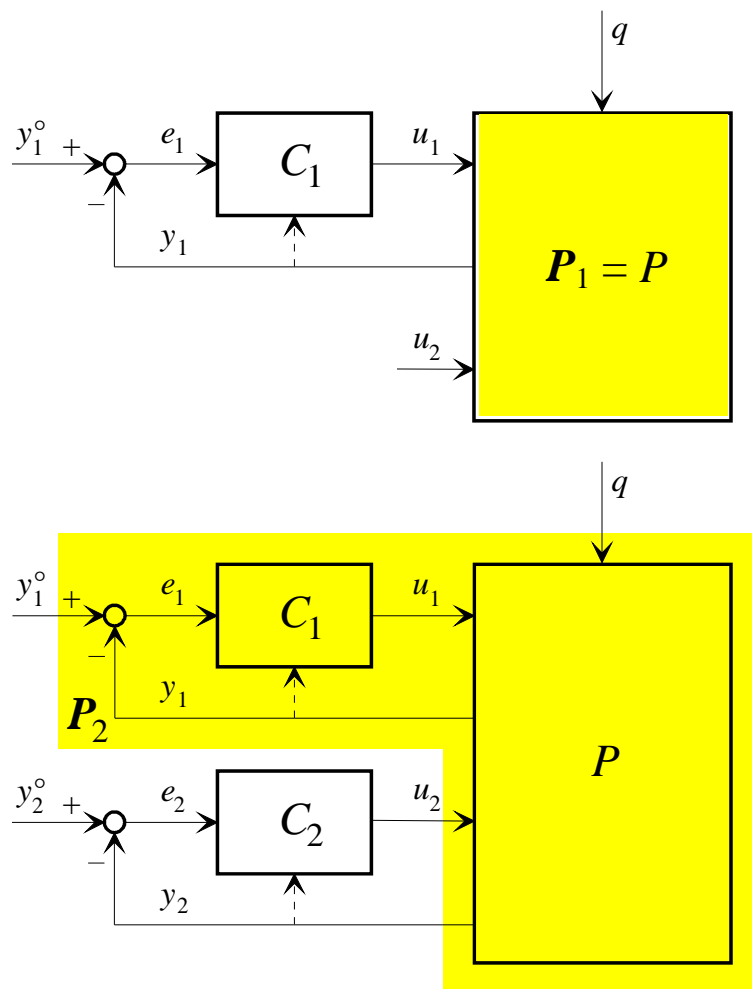 q
y₁° + e₁ C₁ u₁
−
y₁
P₁ = P
u₂
q
y₁° + e₁ C₁ u₁
−
y₁
P₂
P
y₂° + e₂ C₂ u₂
−
y₂